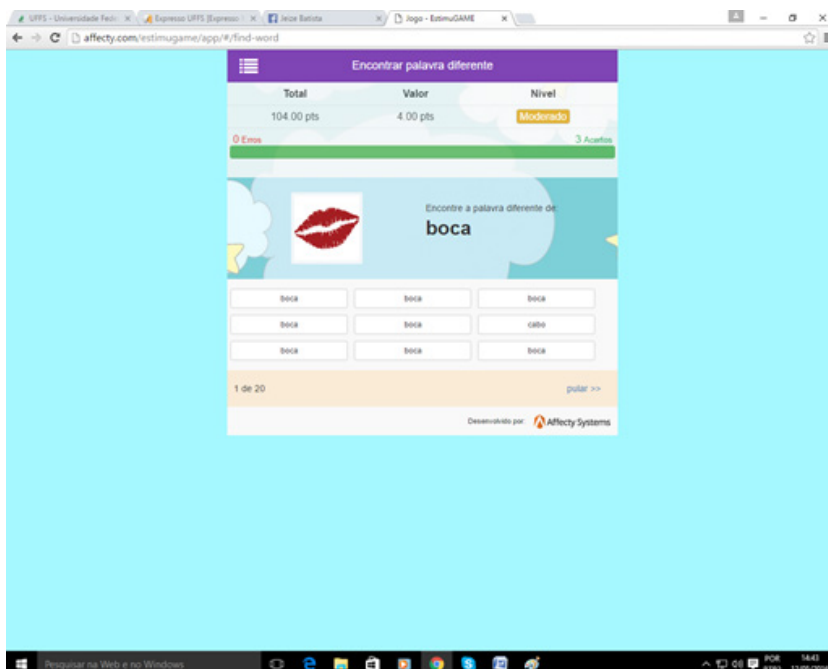 UFFS - Universidade Fede
Expresso UFFS [Expresso
Jeize Batista
Jogo - EstimuGAME
affecty.com/estimugame/app/#/find-word
Encontrar palavra diferente
Total Valor Nivel
104.00 pts 4.00 pts Moderado
0 Erros 3 Acertos
Encontre a palavra diferente de:
boca
boca boca boca
boca boca cabo
boca boca boca
1 de 20 pular >>
Desenvolvido por: Affecty Systems
Pesquisar na Web e no Windows
POR 14:43